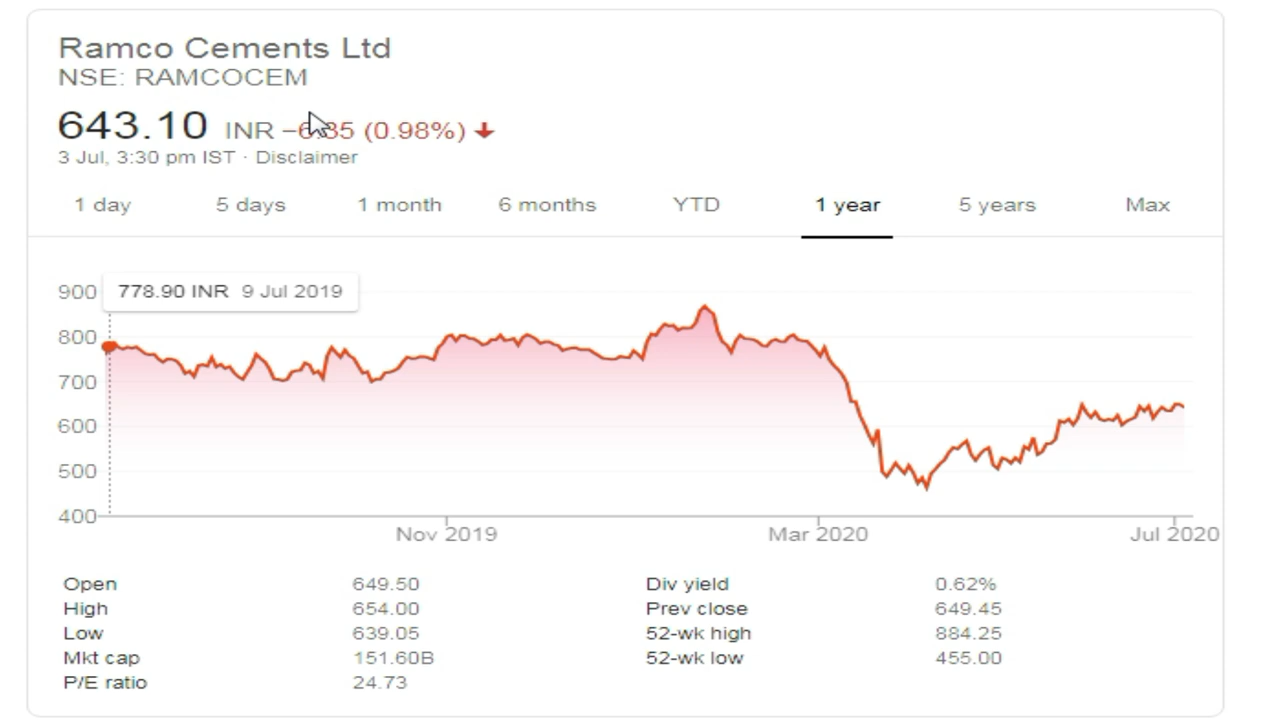 Ramco Cements Ltd
NSE: RAMCOCEM
643.10 INR (0.98%)
3 Jul, 3:30 pm IST · Disclaimer
1 day 5 days 1 month 6 months YTD 1 year 5 years Max
778.90 INR 9 Jul 2019
900
800
700
600
500
400
Nov 2019 Mar 2020 Jul 2020
Open 649.50 Div yield 0.62%
High 654.00 Prev close 649.45
Low 639.05 52-wk high 884.25
Mkt cap 151.60B 52-wk low 455.00
P/E ratio 24.73